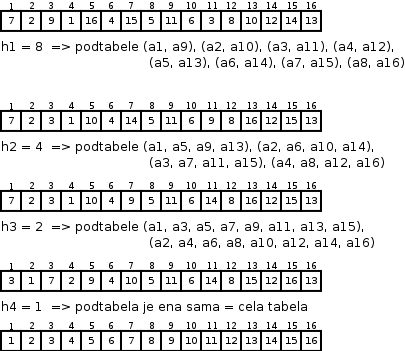 1 2 3 4 5 6 7 8 9 10 11 12 13 14 15 16
7 2 9 1 16 4 15 5 11 6 3 8 10 12 14 13
h1 = 8 => podtabele (a1, a9), (a2, a10), (a3, a11), (a4, a12),
(a5, a13), (a6, a14), (a7, a15), (a8, a16)
1 2 3 4 5 6 7 8 9 10 11 12 13 14 15 16
7 2 3 1 10 4 14 5 11 6 9 8 16 12 15 13
h2 = 4 => podtabele (a1, a5, a9, a13), (a2, a6, a10, a14),
(a3, a7, a11, a15), (a4, a8, a12, a16)
1 2 3 4 5 6 7 8 9 10 11 12 13 14 15 16
7 2 3 1 10 4 9 5 11 6 14 8 16 12 15 13
h3 = 2 => podtabele (a1, a3, a5, a7, a9, a11, a13, a15),
(a2, a4, a6, a8, a10, a12, a14, a16)
1 2 3 4 5 6 7 8 9 10 11 12 13 14 15 16
3 1 7 2 9 4 10 5 11 6 14 8 15 12 16 13
h4 = 1 => podtabela je ena sama = cela tabela
1 2 3 4 5 6 7 8 9 10 11 12 13 14 15 16
1 2 3 4 5 6 7 8 9 10 11 12 13 14 15 16